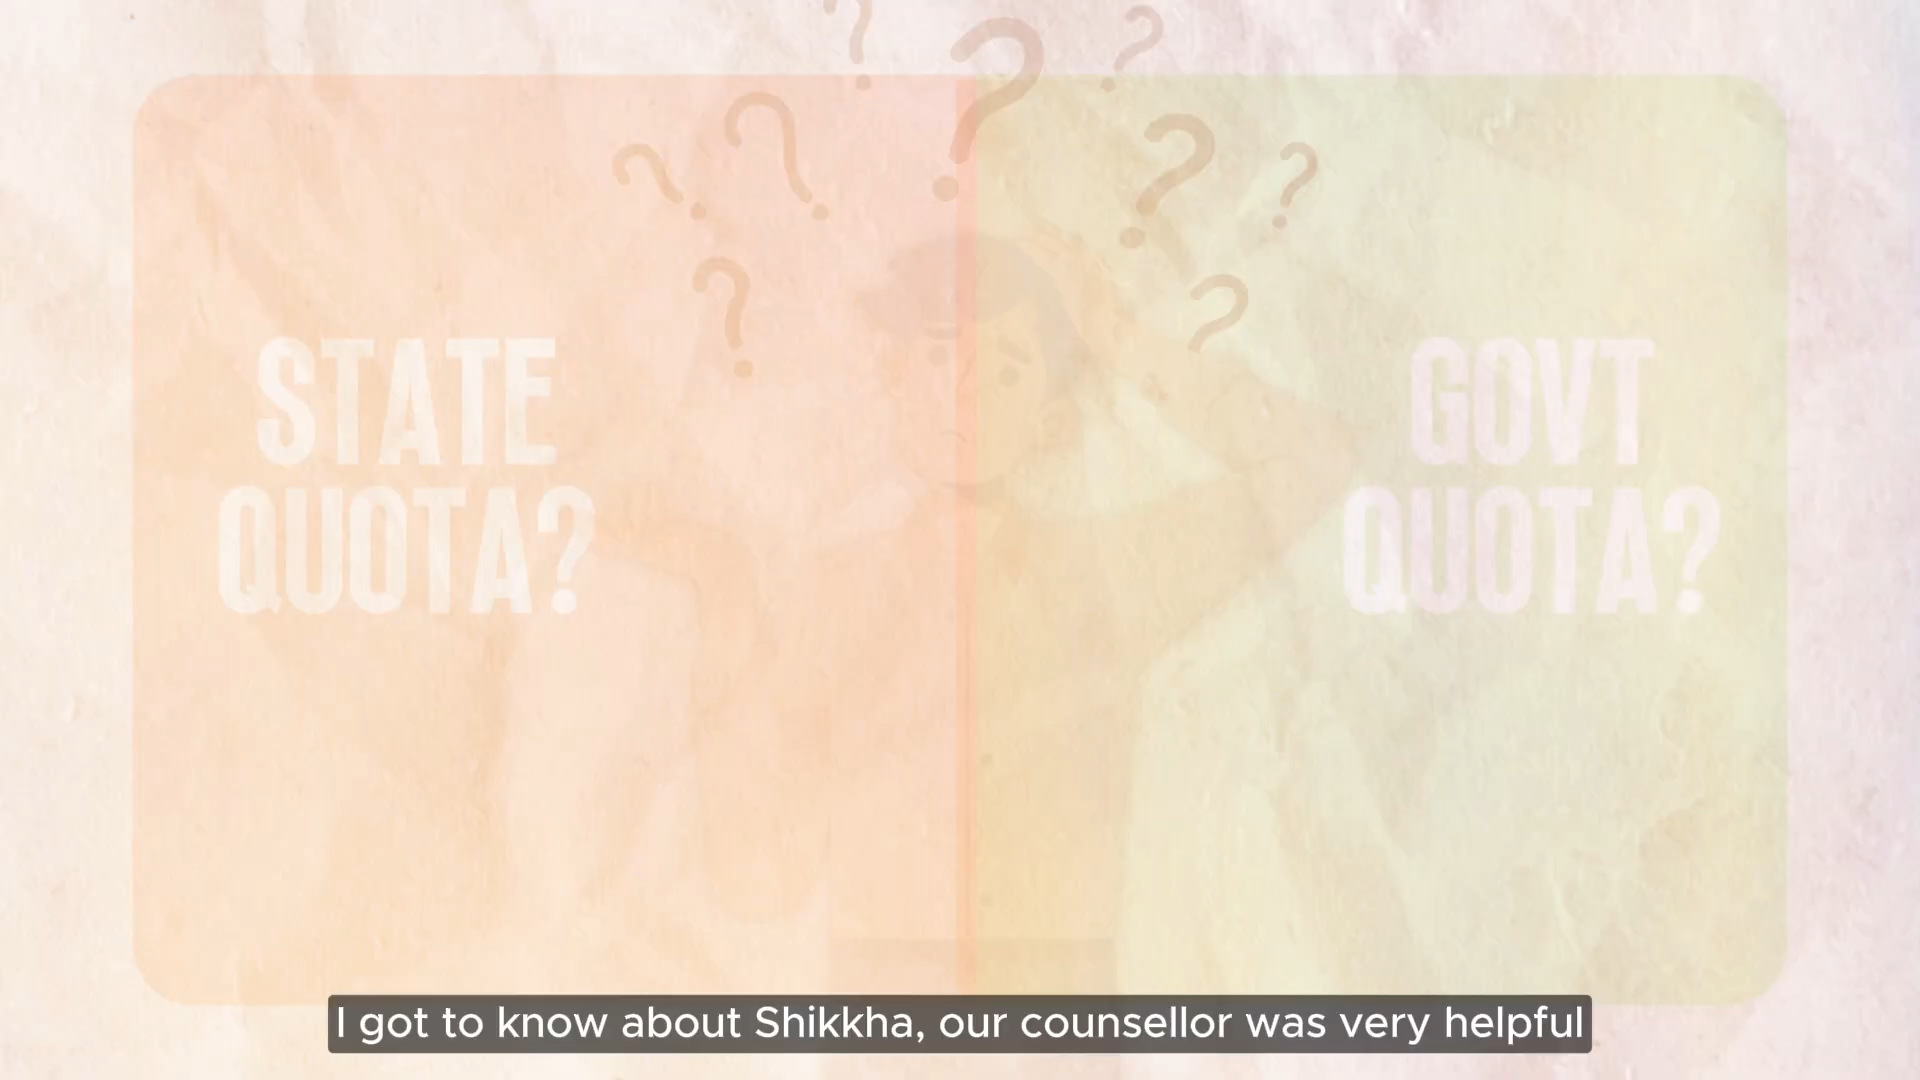 STATE
QUOTA?
GOVT
QUOTA?
I got to know about Shikkha, our counsellor was very helpful